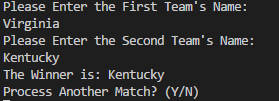 Please Enter the First Team's Name:
Virginia
Please Enter the Second Team's Name:
Kentucky
The Winner is: Kentucky
Process Another Match? (Y/N)